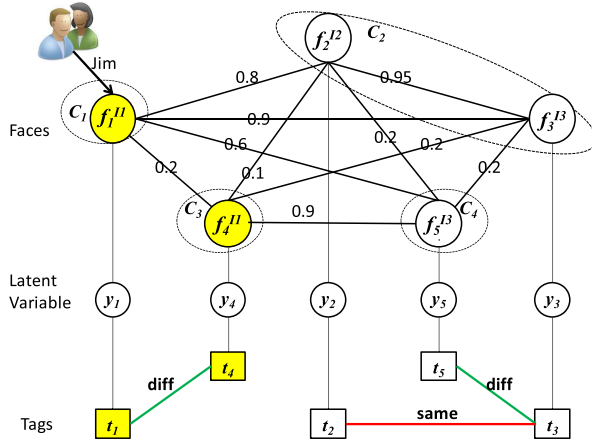 f₂ᴵ² C₂
Jim
0.8 0.95
C₁ f₁ᴵ¹ 0.9 f₃ᴵ³
Faces
0.6 0.2 0.2
0.2 0.1 0.2
C₃ f₄ᴵ¹ 0.9 f₅ᴵ³ C₄
Latent
Variable
y₁ y₄ y₂ y₅ y₃
t₄ t₅
diff diff
same
Tags t₁ t₂ t₃